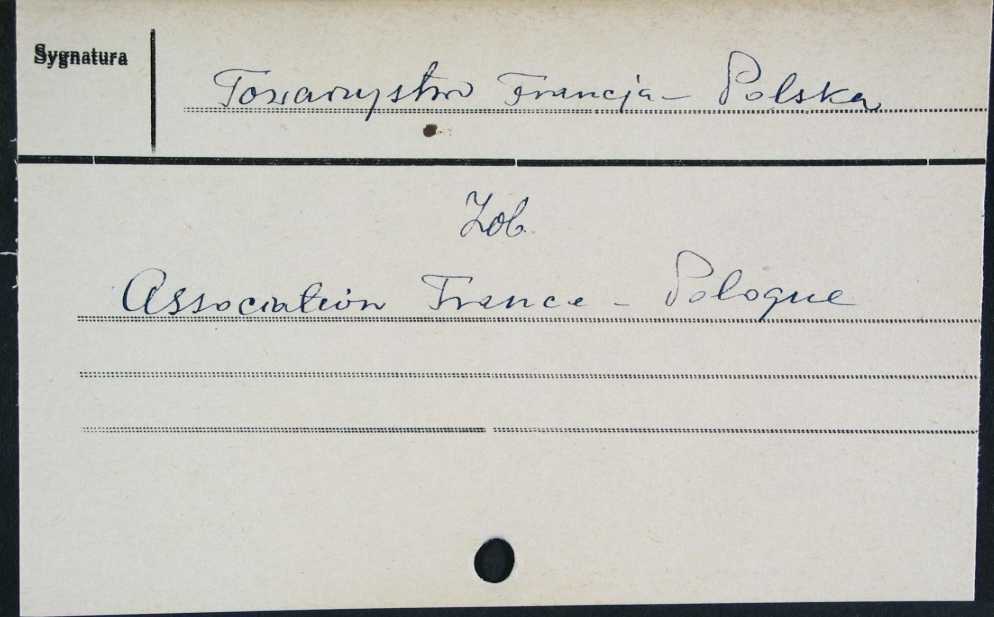 Sygnatura
Towarzystwo Francja - Polska
Zob.
Association France - Pologne